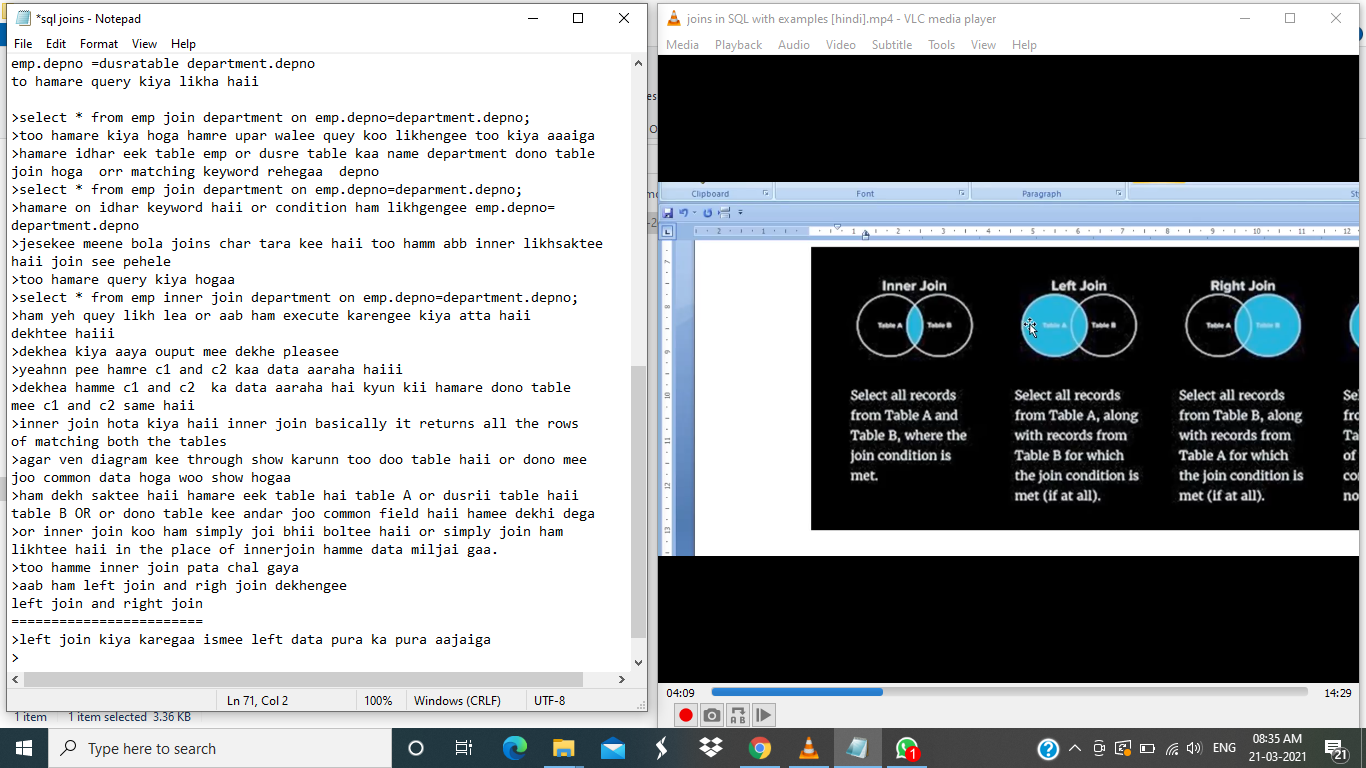 *sql joins - Notepad
File Edit Format View Help
emp.depno =dusratable department.depno
to hamare query kiya likha haii
>select * from emp join department on emp.depno=department.depno;
>too hamare kiya hoga hamre upar walee quey koo likhengee too kiya aaaiga
>hamare idhar eek table emp or dusre table kaa name department dono table
join hoga  orr matching keyword rehegaa  depno
>select * from emp join department on emp.depno=deparment.depno;
>hamare on idhar keyword haii or condition ham likhgengee emp.depno=
department.depno
>jesekee meene bola joins char tara kee haii too hamm abb inner likhsaktee
haii join see pehele
>too hamare query kiya hogaa
>select * from emp inner join department on emp.depno=department.depno;
>ham yeh quey likh lea or aab ham execute karengee kiya atta haii
dekhtee haiii
>dekhea kiya aaya ouput mee dekhe pleasee
>yeahnn pee hamre c1 and c2 kaa data aaraha haiii
>dekhea hamme c1 and c2  ka data aaraha hai kyun kii hamare dono table
mee c1 and c2 same haii
>inner join hota kiya haii inner join basically it returns all the rows
of matching both the tables
>agar ven diagram kee through show karunn too doo table haii or dono mee
joo common data hoga woo show hogaa
>ham dekh saktee haii hamare eek table hai table A or dusrii table haii
table B OR or dono table kee andar joo common field haii hamee dekhi dega
>or inner join koo ham simply joi bhii boltee haii or simply join ham
likhtee haii in the place of innerjoin hamme data miljai gaa.
>too hamme inner join pata chal gaya
>aab ham left join and righ join dekhengee
left join and right join
========================
>left join kiya karegaa ismee left data pura ka pura aajaiga
>
Ln 71, Col 2 100% Windows (CRLF) UTF-8
1 item 1 item selected 3.36 KB
joins in SQL with examples [hindi].mp4 - VLC media player
Media Playback Audio Video Subtitle Tools View Help
Clipboard Font Paragraph
2 1 1 2 3 4 5 6 7 8 9 10 11 12
Inner Join
Table A Table B
Select all records
from Table A and
Table B, where the
join condition is
met.
Left Join
Table A Table B
Select all records
from Table A, along
with records from
Table B for which
the join condition is
met (if at all).
Right Join
Table A Table B
Select all records
from Table B, along
with records from
Table A for which
the join condition is
met (if at all).
04:09 14:29
Type here to search
1
ENG
08:35 AM
21-03-2021
21